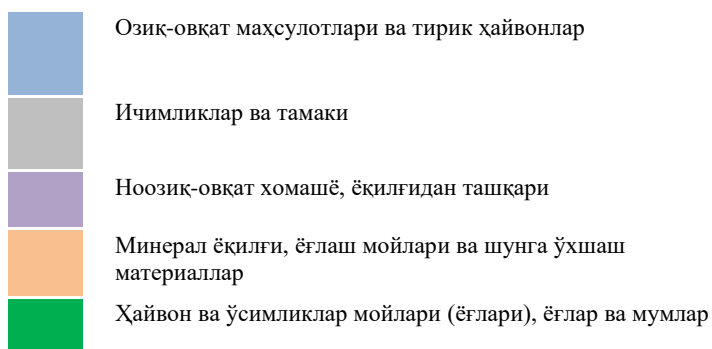 Озиқ-овқат маҳсулотлари ва тирик ҳайвонлар
Ичимликлар ва тамаки
Ноозиқ-овқат хомашё, ёқилғидан ташқари
Минерал ёқилғи, ёғлаш мойлари ва шунга ўхшаш
материаллар
Ҳайвон ва ўсимликлар мойлари (ёғлари), ёғлар ва мумлар